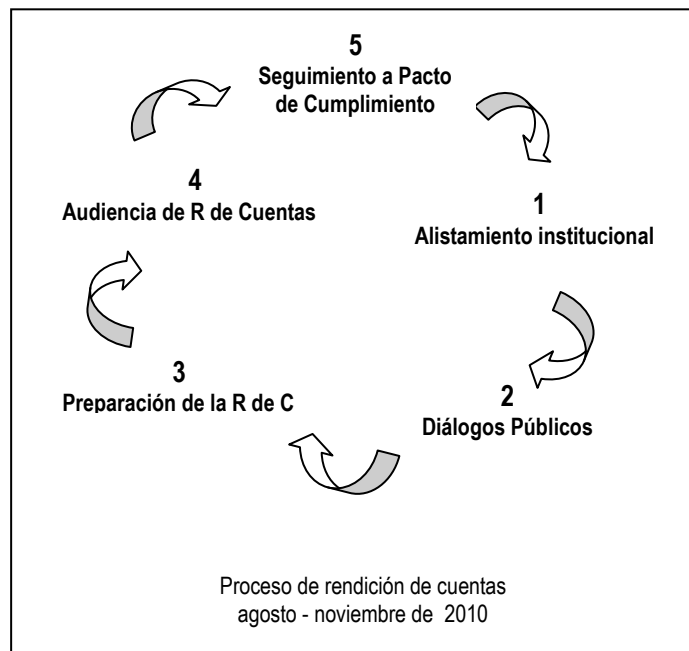 5
Seguimiento a Pacto
de Cumplimiento
4
Audiencia de R de Cuentas
1
Alistamiento institucional
3
Preparación de la R de C
2
Diálogos Públicos
Proceso de rendición de cuentas
agosto - noviembre de 2010